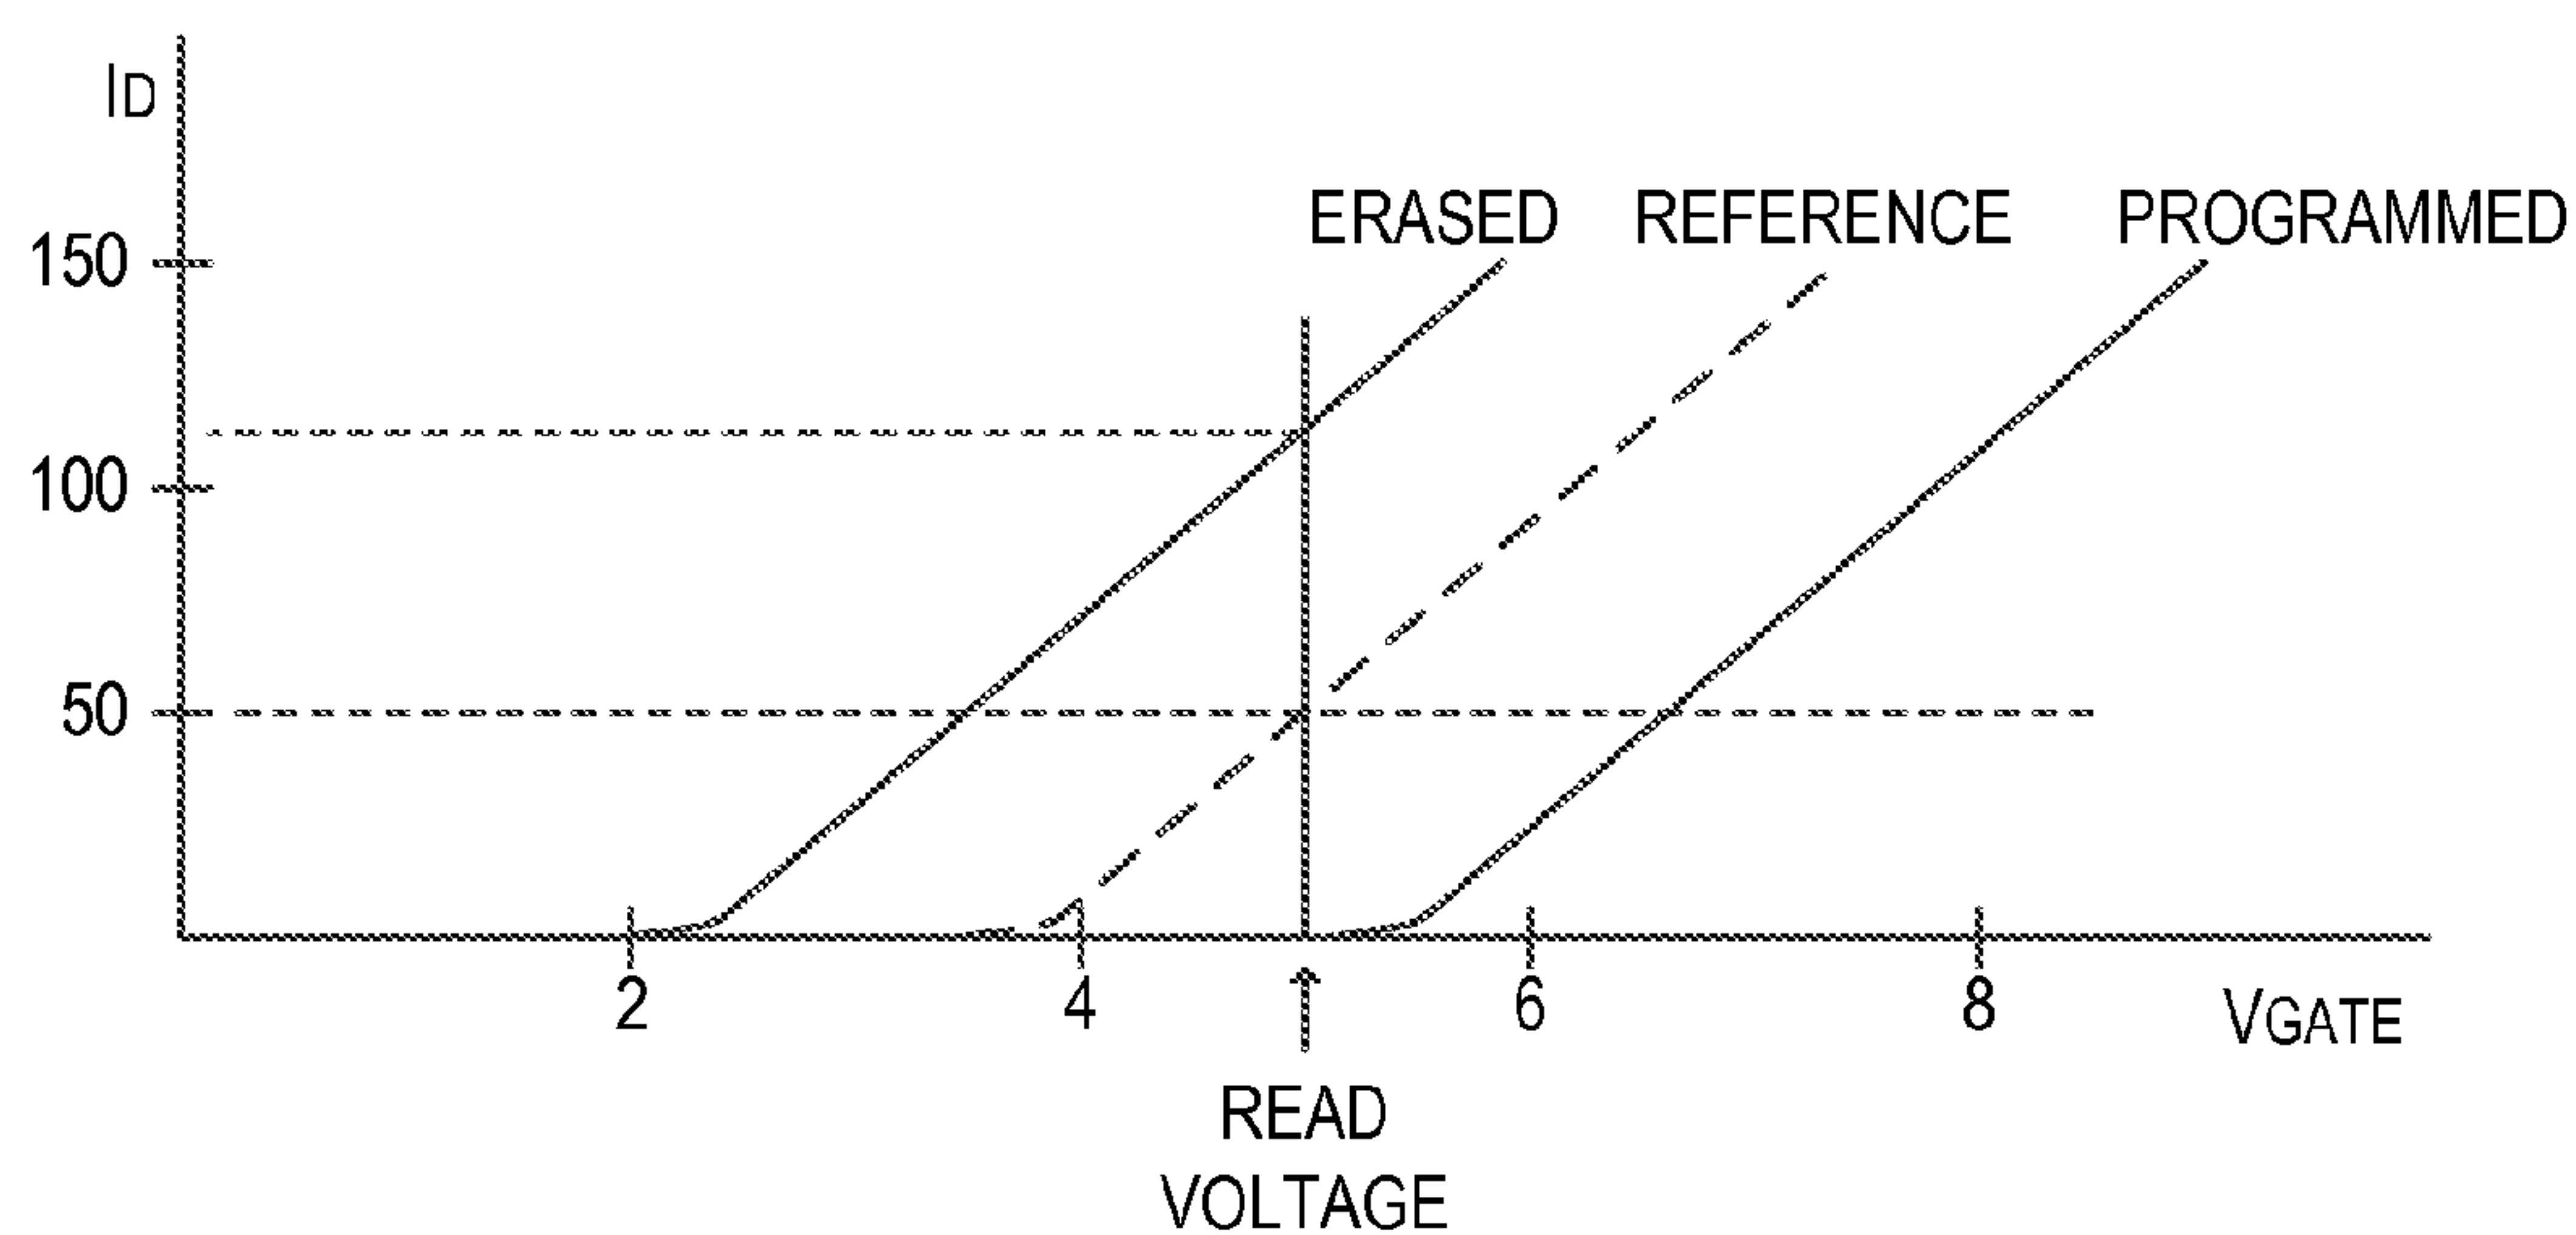 ID
ERASED REFERENCE PROGRAMMED
150
100
50
2 4 6 8 VGATE
READ
VOLTAGE